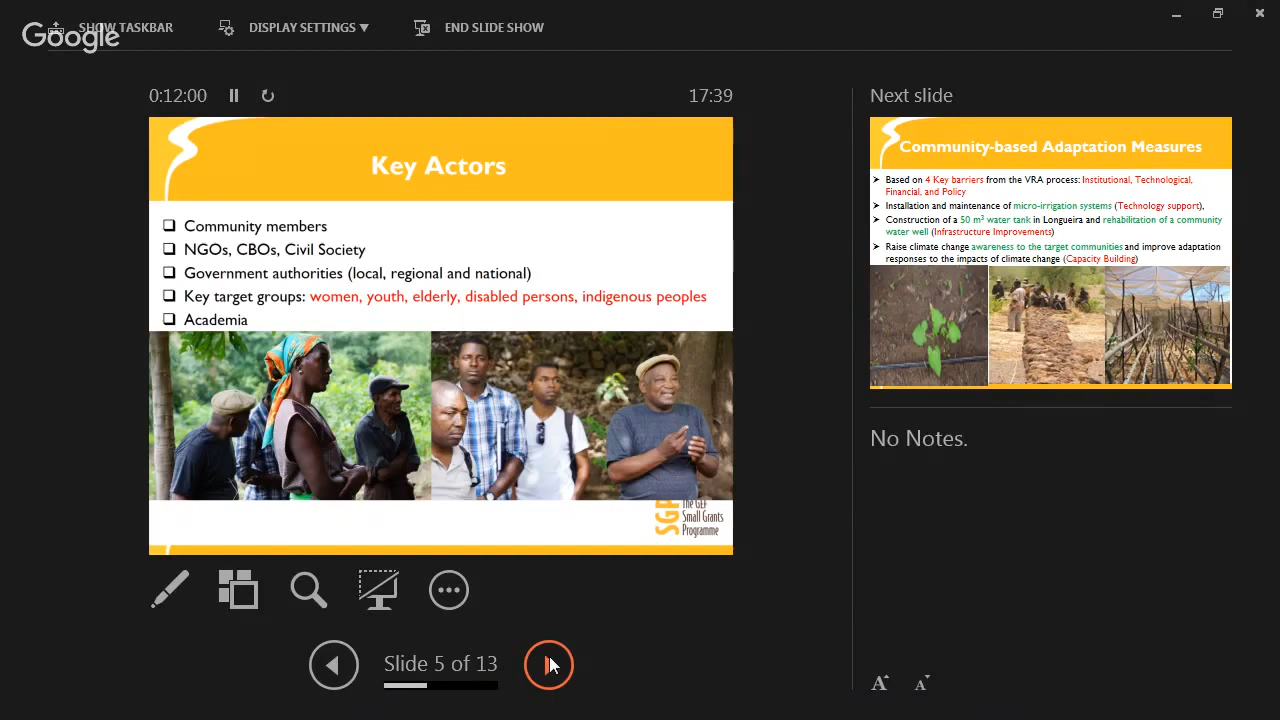 SHOW TASKBAR
DISPLAY SETTINGS
END SLIDE SHOW
Google
0:12:00
17:39
Key Actors
Community members
NGOs, CBOs, Civil Society
Government authorities (local, regional and national)
Key target groups: women, youth, elderly, disabled persons, indigenous peoples
Academia
SGP
The GEF
Small Grants
Programme
Slide 5 of 13
Next slide
Community-based Adaptation Measures
Based on 4 Key barriers from the VRA process: Institutional, Technological,
Financial, and Policy
Installation and maintenance of micro-irrigation systems (Technology support),
Construction of a 50 m³ water tank in Longueira and rehabilitation of a community
water well (Infrastructure Improvements)
Raise climate change awareness to the target communities and improve adaptation
responses to the impacts of climate change (Capacity Building)
No Notes.
A A